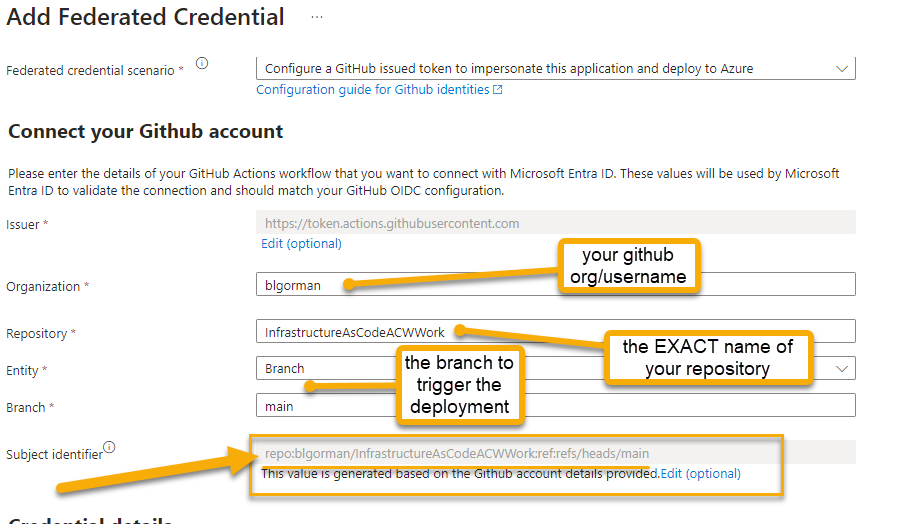 Add Federated Credential ...
Federated credential scenario *
Configure a GitHub issued token to impersonate this application and deploy to Azure
Configuration guide for Github identities
Connect your Github account
Please enter the details of your GitHub Actions workflow that you want to connect with Microsoft Entra ID. These values will be used by Microsoft
Entra ID to validate the connection and should match your GitHub OIDC configuration.
Issuer *
https://token.actions.githubusercontent.com
Edit (optional)
your github
org/username
Organization *
blgorman
Repository *
InfrastructureAsCodeACWWork
the EXACT name of
your repository
Entity *
Branch
the branch to
trigger the
deployment
Branch *
main
Subject identifier
repo:blgorman/InfrastructureAsCodeACWWork:ref:refs/heads/main
This value is generated based on the Github account details provided.Edit (optional)
Credential details